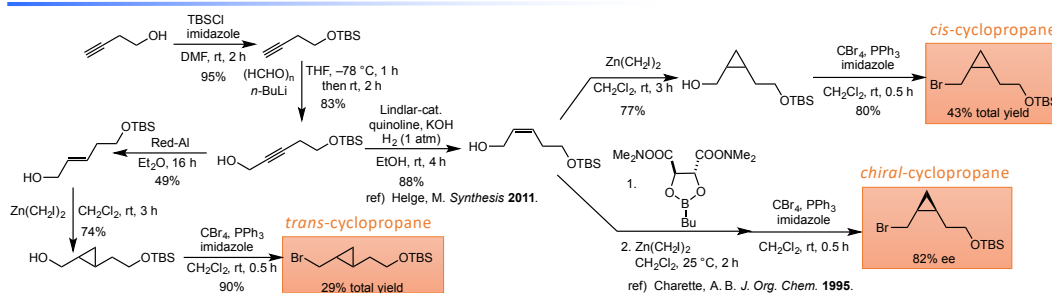 OH
TBSCl
imidazole
DMF, rt, 2 h
95%
OTBS
(HCHO)n
n-BuLi
THF, –78 °C, 1 h
then rt, 2 h
83%
HO
OTBS
Red-Al
Et2O, 16 h
49%
OTBS
HO
Zn(CH2I)2
CH2Cl2, rt, 3 h
74%
HO
OTBS
CBr4, PPh3
imidazole
CH2Cl2, rt, 0.5 h
90%
trans-cyclopropane
Br
OTBS
29% total yield
Lindlar-cat.
quinoline, KOH
H2 (1 atm)
EtOH, rt, 4 h
88%
ref) Helge, M. Synthesis 2011.
HO
OTBS
Zn(CH2I)2
CH2Cl2, rt, 3 h
77%
HO
OTBS
CBr4, PPh3
imidazole
CH2Cl2, rt, 0.5 h
80%
cis-cyclopropane
Br
OTBS
43% total yield
Me2NOC
CONMe2
1.
O
O
B
Bu
2. Zn(CH2I)2
CH2Cl2, 25 °C, 2 h
CBr4, PPh3
imidazole
CH2Cl2, rt, 0.5 h
chiral-cyclopropane
Br
OTBS
82% ee
ref) Charette, A. B. J. Org. Chem. 1995.